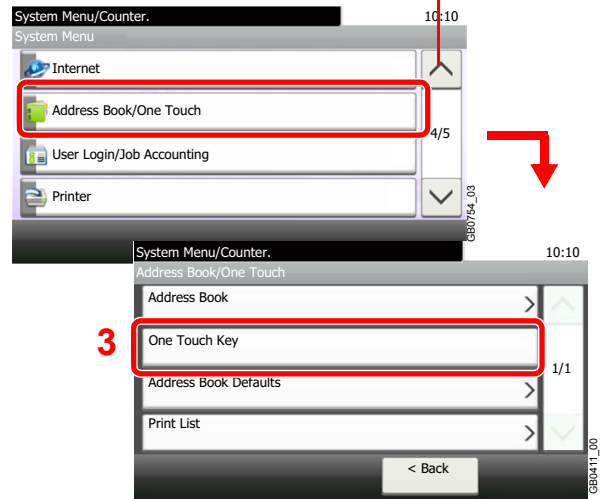 System Menu/Counter.
10:10
System Menu
Internet
Address Book/One Touch
4/5
User Login/Job Accounting
Printer
GB0754_03
System Menu/Counter.
10:10
Address Book/One Touch
Address Book
3
One Touch Key
1/1
Address Book Defaults
Print List
< Back
GB0411_00